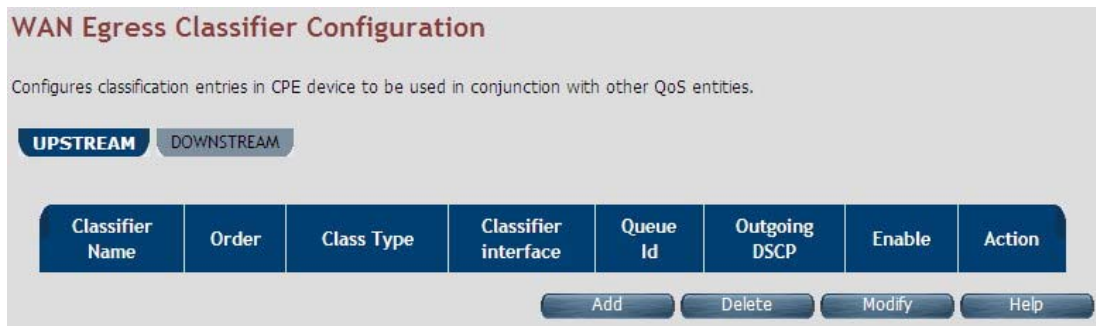 WAN Egress Classifier Configuration
Configures classification entries in CPE device to be used in conjunction with other QoS entities.
UPSTREAM DOWNSTREAM
Classifier Name Order Class Type Classifier interface Queue Id Outgoing DSCP Enable Action
Add Delete Modify Help